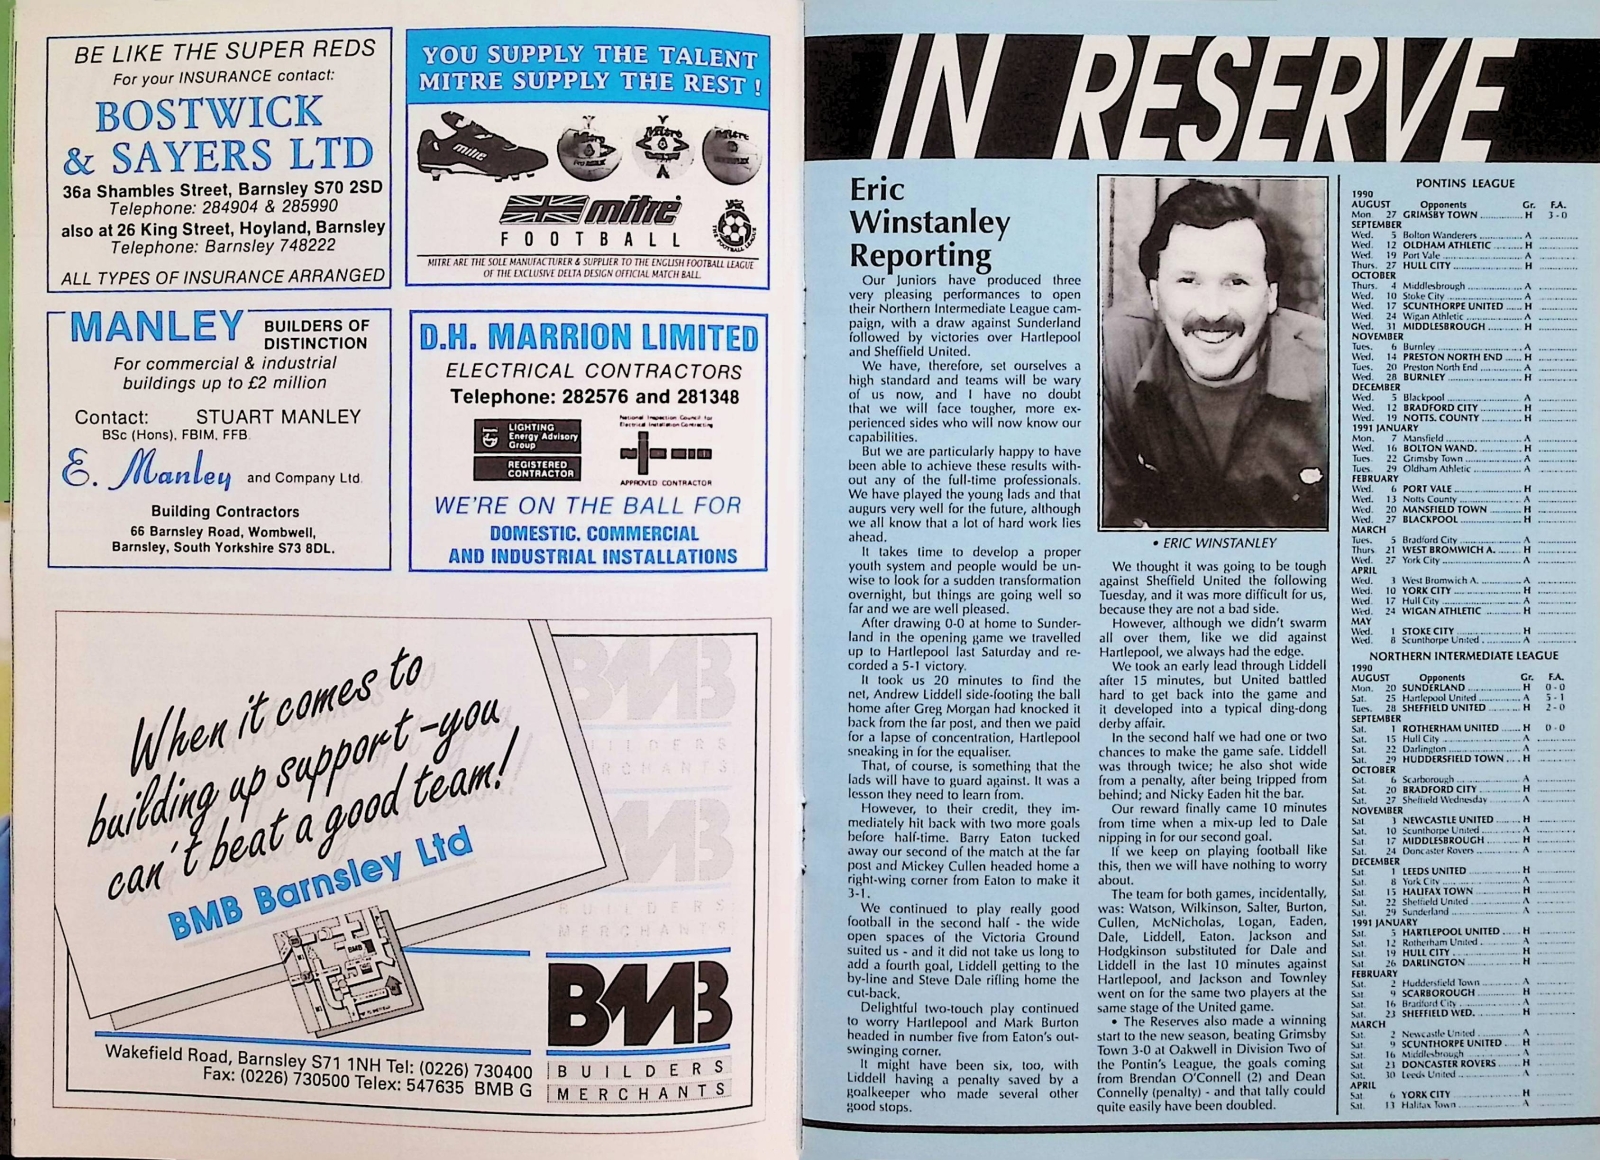 BE LIKE THE SUPER REDS
For your INSURANCE contact:
BOSTWICK
& SAYERS LTD
36a Shambles Street, Barnsley S70 2SD
Telephone: 284904 & 285990
also at 26 King Street, Hoyland, Barnsley
Telephone: Barnsley 748222
ALL TYPES OF INSURANCE ARRANGED
YOU SUPPLY THE TALENT
MITRE SUPPLY THE REST !
mitre
Mitre
Mitre
mitre
FOOTBALL
THE FOOTBALL LEAGUE
MITRE ARE THE SOLE MANUFACTURER & SUPPLIER TO THE ENGLISH FOOTBALL LEAGUE
OF THE EXCLUSIVE DELTA DESIGN OFFICIAL MATCH BALL.
MANLEY BUILDERS OF
DISTINCTION
For commercial & industrial
buildings up to £2 million
Contact: STUART MANLEY
BSc (Hons), FBIM, FFB.
E. Manley and Company Ltd.
Building Contractors
66 Barnsley Road, Wombwell,
Barnsley, South Yorkshire S73 8DL.
D.H. MARRION LIMITED
ELECTRICAL CONTRACTORS
Telephone: 282576 and 281348
LIGHTING
Energy Advisory
Group
REGISTERED
CONTRACTOR
National Inspection Council for
Electrical Installation Contracting
APPROVED CONTRACTOR
WE'RE ON THE BALL FOR
DOMESTIC. COMMERCIAL
AND INDUSTRIAL INSTALLATIONS
When it comes to
building up support - you
can't beat a good team!
BMB Barnsley Ltd
BMB
BUILDERS
MERCHANTS
BMB
BUILDERS
MERCHANTS
BMB
BMB
BUILDERS
MERCHANTS
Wakefield Road, Barnsley S71 1NH Tel: (0226) 730400
Fax: (0226) 730500 Telex: 547635 BMB G
IN RESERVE
Eric
Winstanley
Reporting
Our Juniors have produced three
very pleasing performances to open
their Northern Intermediate League cam-
paign, with a draw against Sunderland
followed by victories over Hartlepool
and Sheffield United.
We have, therefore, set ourselves a
high standard and teams will be wary
of us now, and I have no doubt
that we will face tougher, more ex-
perienced sides who will now know our
capabilities.
But we are particularly happy to have
been able to achieve these results with-
out any of the full-time professionals.
We have played the young lads and that
augurs very well for the future, although
we all know that a lot of hard work lies
ahead.
It takes time to develop a proper
youth system and people would be un-
wise to look for a sudden transformation
overnight, but things are going well so
far and we are well pleased.
After drawing 0-0 at home to Sunder-
land in the opening game we travelled
up to Hartlepool last Saturday and re-
corded a 5-1 victory.
It took us 20 minutes to find the
net, Andrew Liddell side-footing the ball
home after Greg Morgan had knocked it
back from the far post, and then we paid
for a lapse of concentration, Hartlepool
sneaking in for the equaliser.
That, of course, is something that the
lads will have to guard against. It was a
lesson they need to learn from.
However, to their credit, they im-
mediately hit back with two more goals
before half-time. Barry Eaton tucked
away our second of the match at the far
post and Mickey Cullen headed home a
right-wing corner from Eaton to make it
3-1.
We continued to play really good
football in the second half - the wide
open spaces of the Victoria Ground
suited us - and it did not take us long to
add a fourth goal, Liddell getting to the
by-line and Steve Dale rifling home the
cut-back.
Delightful two-touch play continued
to worry Hartlepool and Mark Burton
headed in number five from Eaton's out-
swinging corner.
It might have been six, too, with
Liddell having a penalty saved by a
goalkeeper who made several other
good stops.
• ERIC WINSTANLEY
We thought it was going to be tough
against Sheffield United the following
Tuesday, and it was more difficult for us,
because they are not a bad side.
However, although we didn't swarm
all over them, like we did against
Hartlepool, we always had the edge.
We took an early lead through Liddell
after 15 minutes, but United battled
hard to get back into the game and
it developed into a typical ding-dong
derby affair.
In the second half we had one or two
chances to make the game safe. Liddell
was through twice; he also shot wide
from a penalty, after being tripped from
behind; and Nicky Eaden hit the bar.
Our reward finally came 10 minutes
from time when a mix-up led to Dale
nipping in for our second goal.
If we keep on playing football like
this, then we will have nothing to worry
about.
The team for both games, incidentally,
was: Watson, Wilkinson, Salter, Burton,
Cullen, McNicholas, Logan, Eaden,
Dale, Liddell, Eaton. Jackson and
Hodgkinson substituted for Dale and
Liddell in the last 10 minutes against
Hartlepool, and Jackson and Townley
went on for the same two players at the
same stage of the United game.
• The Reserves also made a winning
start to the new season, beating Grimsby
Town 3-0 at Oakwell in Division Two of
the Pontin's League, the goals coming
from Brendan O'Connell (2) and Dean
Connelly (penalty) - and that tally could
quite easily have been doubled.
PONTINS LEAGUE
1990
AUGUST Opponents Gr. F.A.
Mon. 27 GRIMSBY TOWN H 3-0
SEPTEMBER
Wed. 5 Bolton Wanderers A
Wed. 12 OLDHAM ATHLETIC H
Wed. 19 Port Vale A
Thurs. 27 HULL CITY H
OCTOBER
Thurs. 4 Middlesbrough A
Wed. 10 Stoke City A
Wed. 17 SCUNTHORPE UNITED H
Wed. 24 Wigan Athletic A
Wed. 31 MIDDLESBROUGH H
NOVEMBER
Tues. 6 Burnley A
Wed. 14 PRESTON NORTH END H
Tues. 20 Preston North End A
Wed. 28 BURNLEY H
DECEMBER
Wed. 5 Blackpool A
Wed. 12 BRADFORD CITY H
Wed. 19 NOTTS. COUNTY H
1991 JANUARY
Mon. 7 Mansfield A
Wed. 16 BOLTON WAND. H
Tues. 22 Grimsby Town A
Tues. 29 Oldham Athletic A
FEBRUARY
Wed. 6 PORT VALE H
Wed. 13 Notts County A
Wed. 20 MANSFIELD TOWN H
Wed. 27 BLACKPOOL H
MARCH
Tues. 5 Bradford City A
Thurs. 21 WEST BROMWICH A. H
Wed. 27 York City A
APRIL
Wed. 3 West Bromwich A. A
Wed. 10 YORK CITY H
Wed. 17 Hull City A
Wed. 24 WIGAN ATHLETIC H
MAY
Wed. 1 STOKE CITY H
Wed. 8 Scunthorpe United A
NORTHERN INTERMEDIATE LEAGUE
1990
AUGUST Opponents Gr. F.A.
Mon. 20 SUNDERLAND H 0-0
Sat. 25 Hartlepool United A 5-1
Tues. 28 SHEFFIELD UNITED H 2-0
SEPTEMBER
Sat. 1 ROTHERHAM UNITED H 0-0
Sat. 15 Hull City A
Sat. 22 Darlington A
Sat. 29 HUDDERSFIELD TOWN H
OCTOBER
Sat. 6 Scarborough A
Sat. 20 BRADFORD CITY H
Sat. 27 Sheffield Wednesday A
NOVEMBER
Sat. 3 NEWCASTLE UNITED H
Sat. 10 Scunthorpe United A
Sat. 17 MIDDLESBROUGH H
Sat. 24 Doncaster Rovers A
DECEMBER
Sat. 1 LEEDS UNITED H
Sat. 8 York City A
Sat. 15 HALIFAX TOWN H
Sat. 22 Sheffield United A
Sat. 29 Sunderland A
1991 JANUARY
Sat. 5 HARTLEPOOL UNITED H
Sat. 12 Rotherham United A
Sat. 19 HULL CITY H
Sat. 26 DARLINGTON H
FEBRUARY
Sat. 2 Huddersfield Town A
Sat. 9 SCARBOROUGH H
Sat. 16 Bradford City A
Sat. 23 SHEFFIELD WED. H
MARCH
Sat. 2 Newcastle United A
Sat. 9 SCUNTHORPE UNITED H
Sat. 16 Middlesbrough A
Sat. 23 DONCASTER ROVERS H
Sat. 30 Leeds United A
APRIL
Sat. 6 YORK CITY H
Sat. 13 Halifax Town A